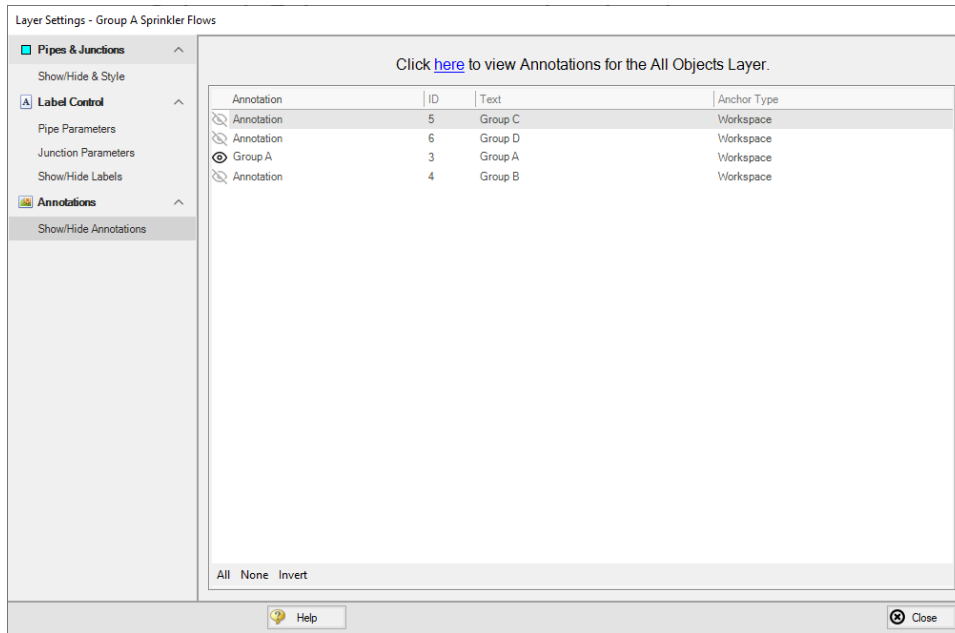 Layer Settings - Group A Sprinkler Flows
Pipes & Junctions
Show/Hide & Style
A Label Control
Pipe Parameters
Junction Parameters
Show/Hide Labels
Annotations
Show/Hide Annotations
Click here to view Annotations for the All Objects Layer.
Annotation ID Text Anchor Type
Annotation 5 Group C Workspace
Annotation 6 Group D Workspace
Group A 3 Group A Workspace
Annotation 4 Group B Workspace
All None Invert
Help Close